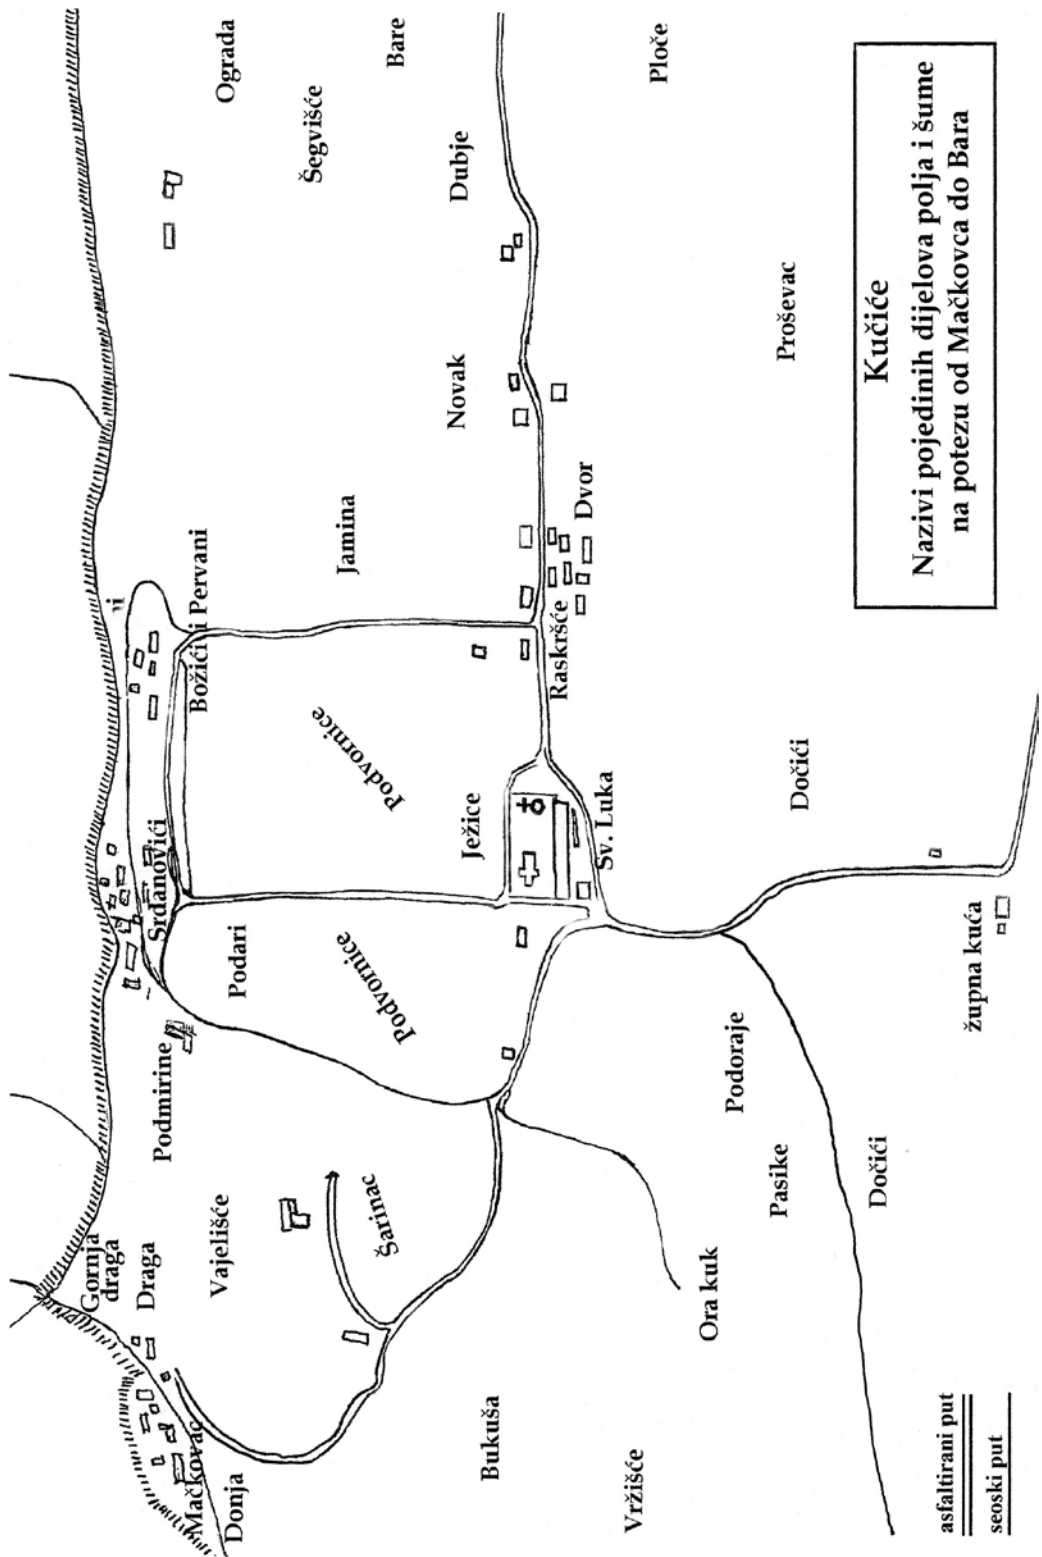 Gornja
draga
Draga
Srdanovići
Podmirine
Mačkovac
Božići i Pervani
Vajelišće
Ograda
Donja
Podari
Šegvišće
Jamina
Podvornice
Podvornice
Šarinac
Bare
Novak
Dubje
Ježice
Bukuša
Raskršće
Dvor
Sv. Luka
Vržišće
Ploče
Ora kuk
Podoraje
Pasike
Proševac
Dočići
Dočići
Kučiće
Nazivi pojedinih dijelova polja i šume
na potezu od Mačkovca do Bara
župna kuća
asfaltirani put
seoski put